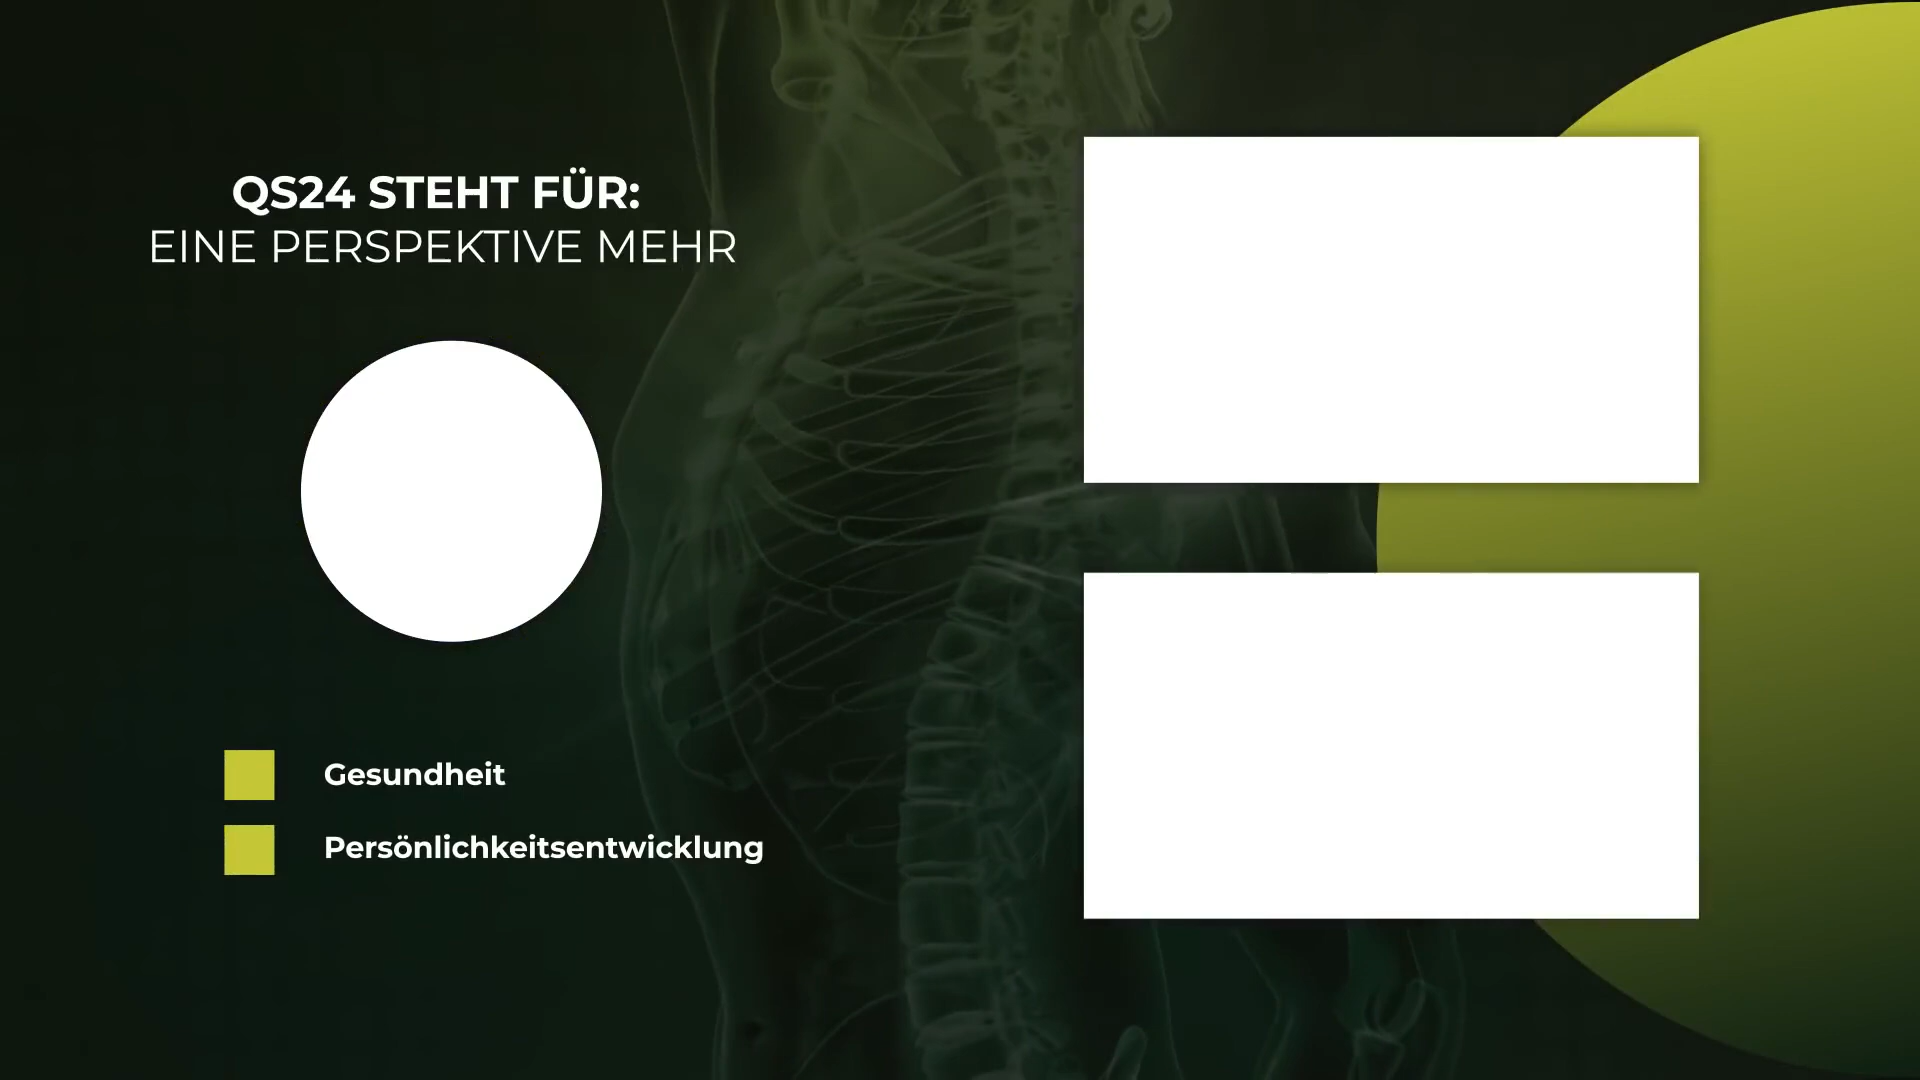 QS24 STEHT FÜR:
EINE PERSPEKTIVE MEHR
Gesundheit
Persönlichkeitsentwicklung